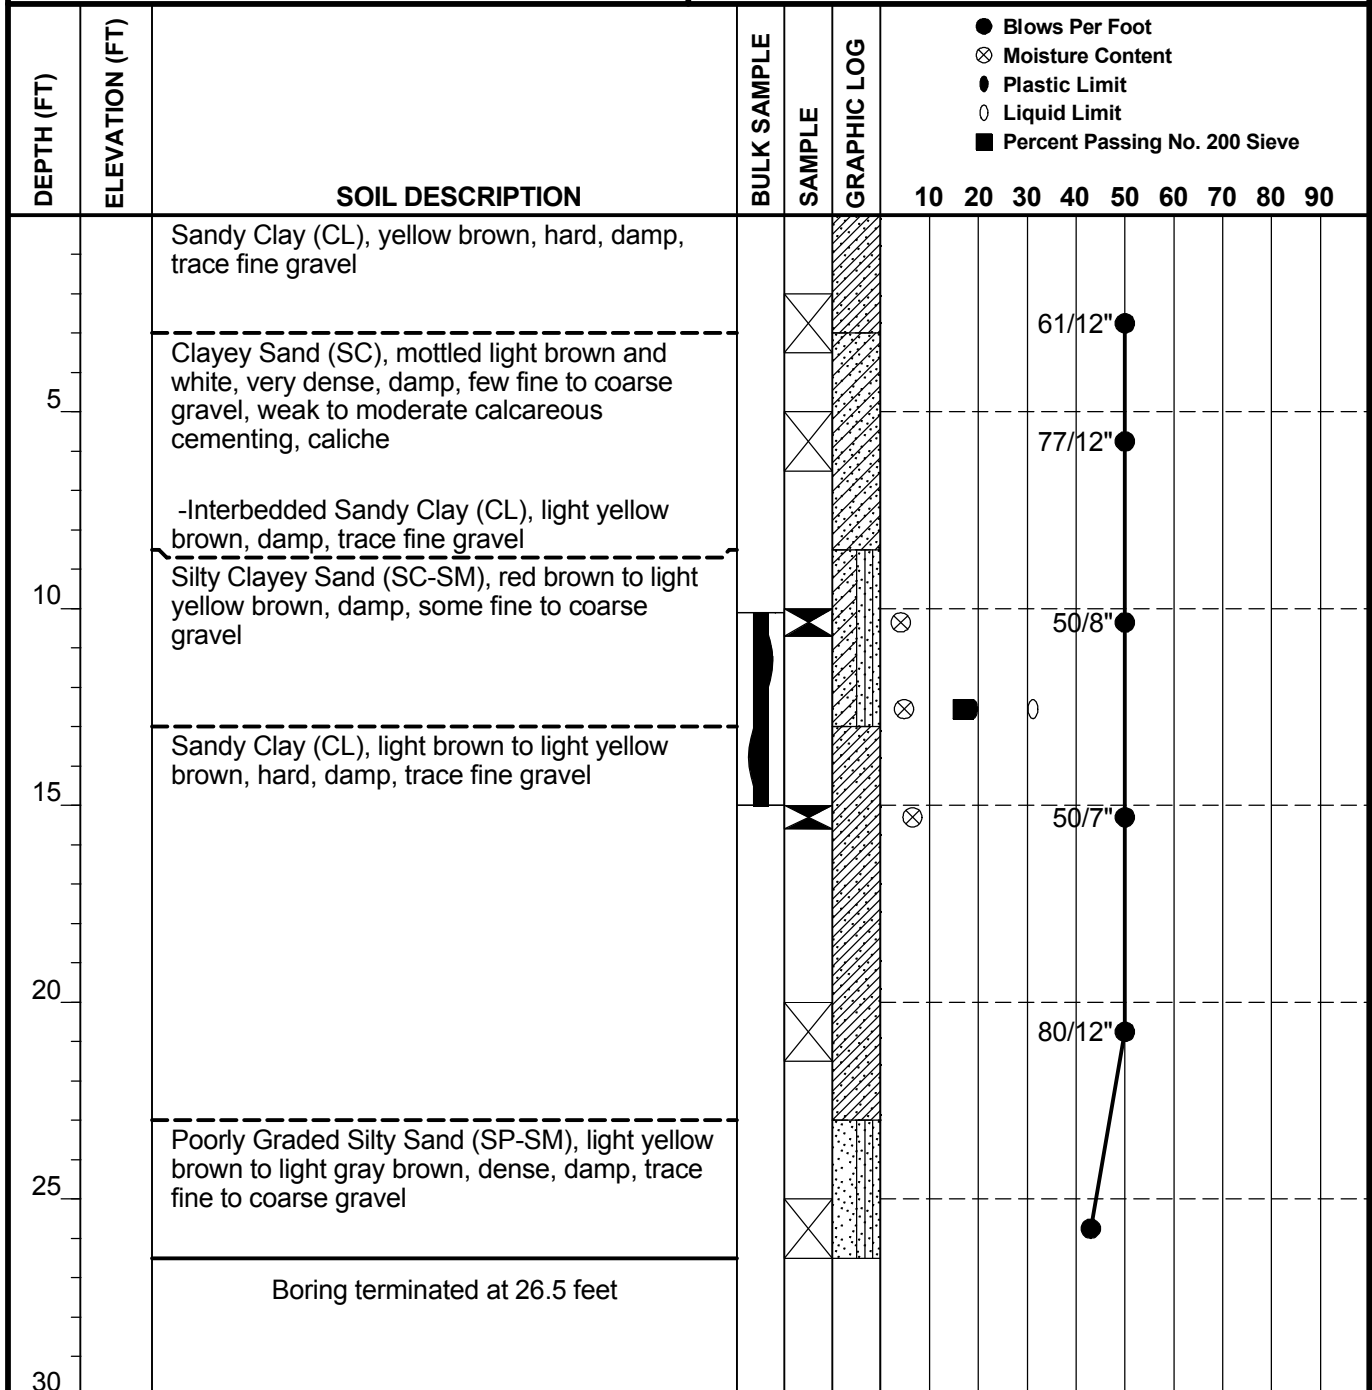 DEPTH (FT)
ELEVATION (FT)
SOIL DESCRIPTION
BULK SAMPLE
SAMPLE
GRAPHIC LOG
Blows Per Foot
Moisture Content
Plastic Limit
Liquid Limit
Percent Passing No. 200 Sieve
10 20 30 40 50 60 70 80 90
Sandy Clay (CL), yellow brown, hard, damp,
trace fine gravel
61/12"
Clayey Sand (SC), mottled light brown and
white, very dense, damp, few fine to coarse
gravel, weak to moderate calcareous
cementing, caliche
5
77/12"
-Interbedded Sandy Clay (CL), light yellow
brown, damp, trace fine gravel
Silty Clayey Sand (SC-SM), red brown to light
yellow brown, damp, some fine to coarse
gravel
10
50/8"
Sandy Clay (CL), light brown to light yellow
brown, hard, damp, trace fine gravel
15
50/7"
20
80/12"
Poorly Graded Silty Sand (SP-SM), light yellow
brown to light gray brown, dense, damp, trace
fine to coarse gravel
25
Boring terminated at 26.5 feet
30